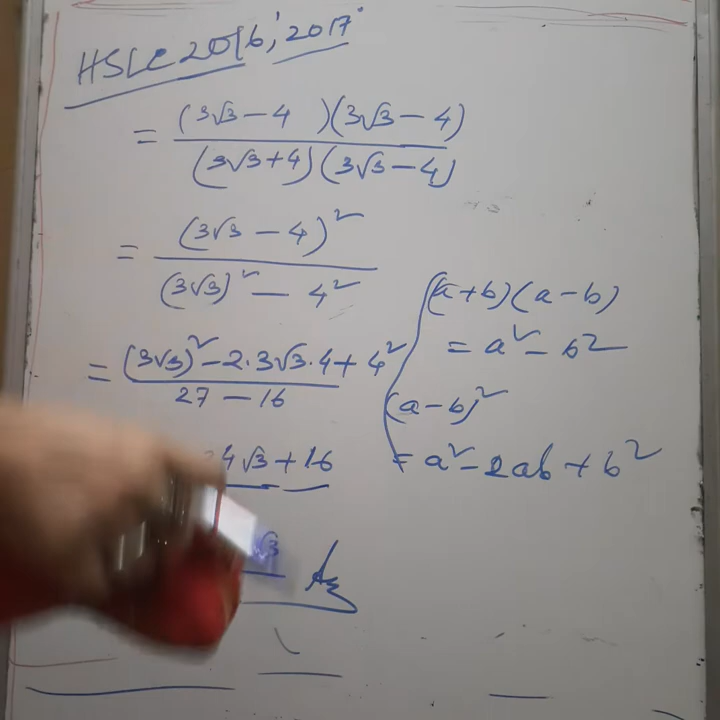 HSLC 2016, 2017
= (3√3 – 4 )(3√3 – 4)
(3√3+4)(3√3 – 4)
= (3√3 – 4)²
(3√3)² – 4²
= (3√3)² – 2·3√3·4 + 4²
27 – 16
4√3 + 16
√3 Ans
(a+b)(a–b)
= a² – b²
(a–b)²
= a² – 2ab + b²